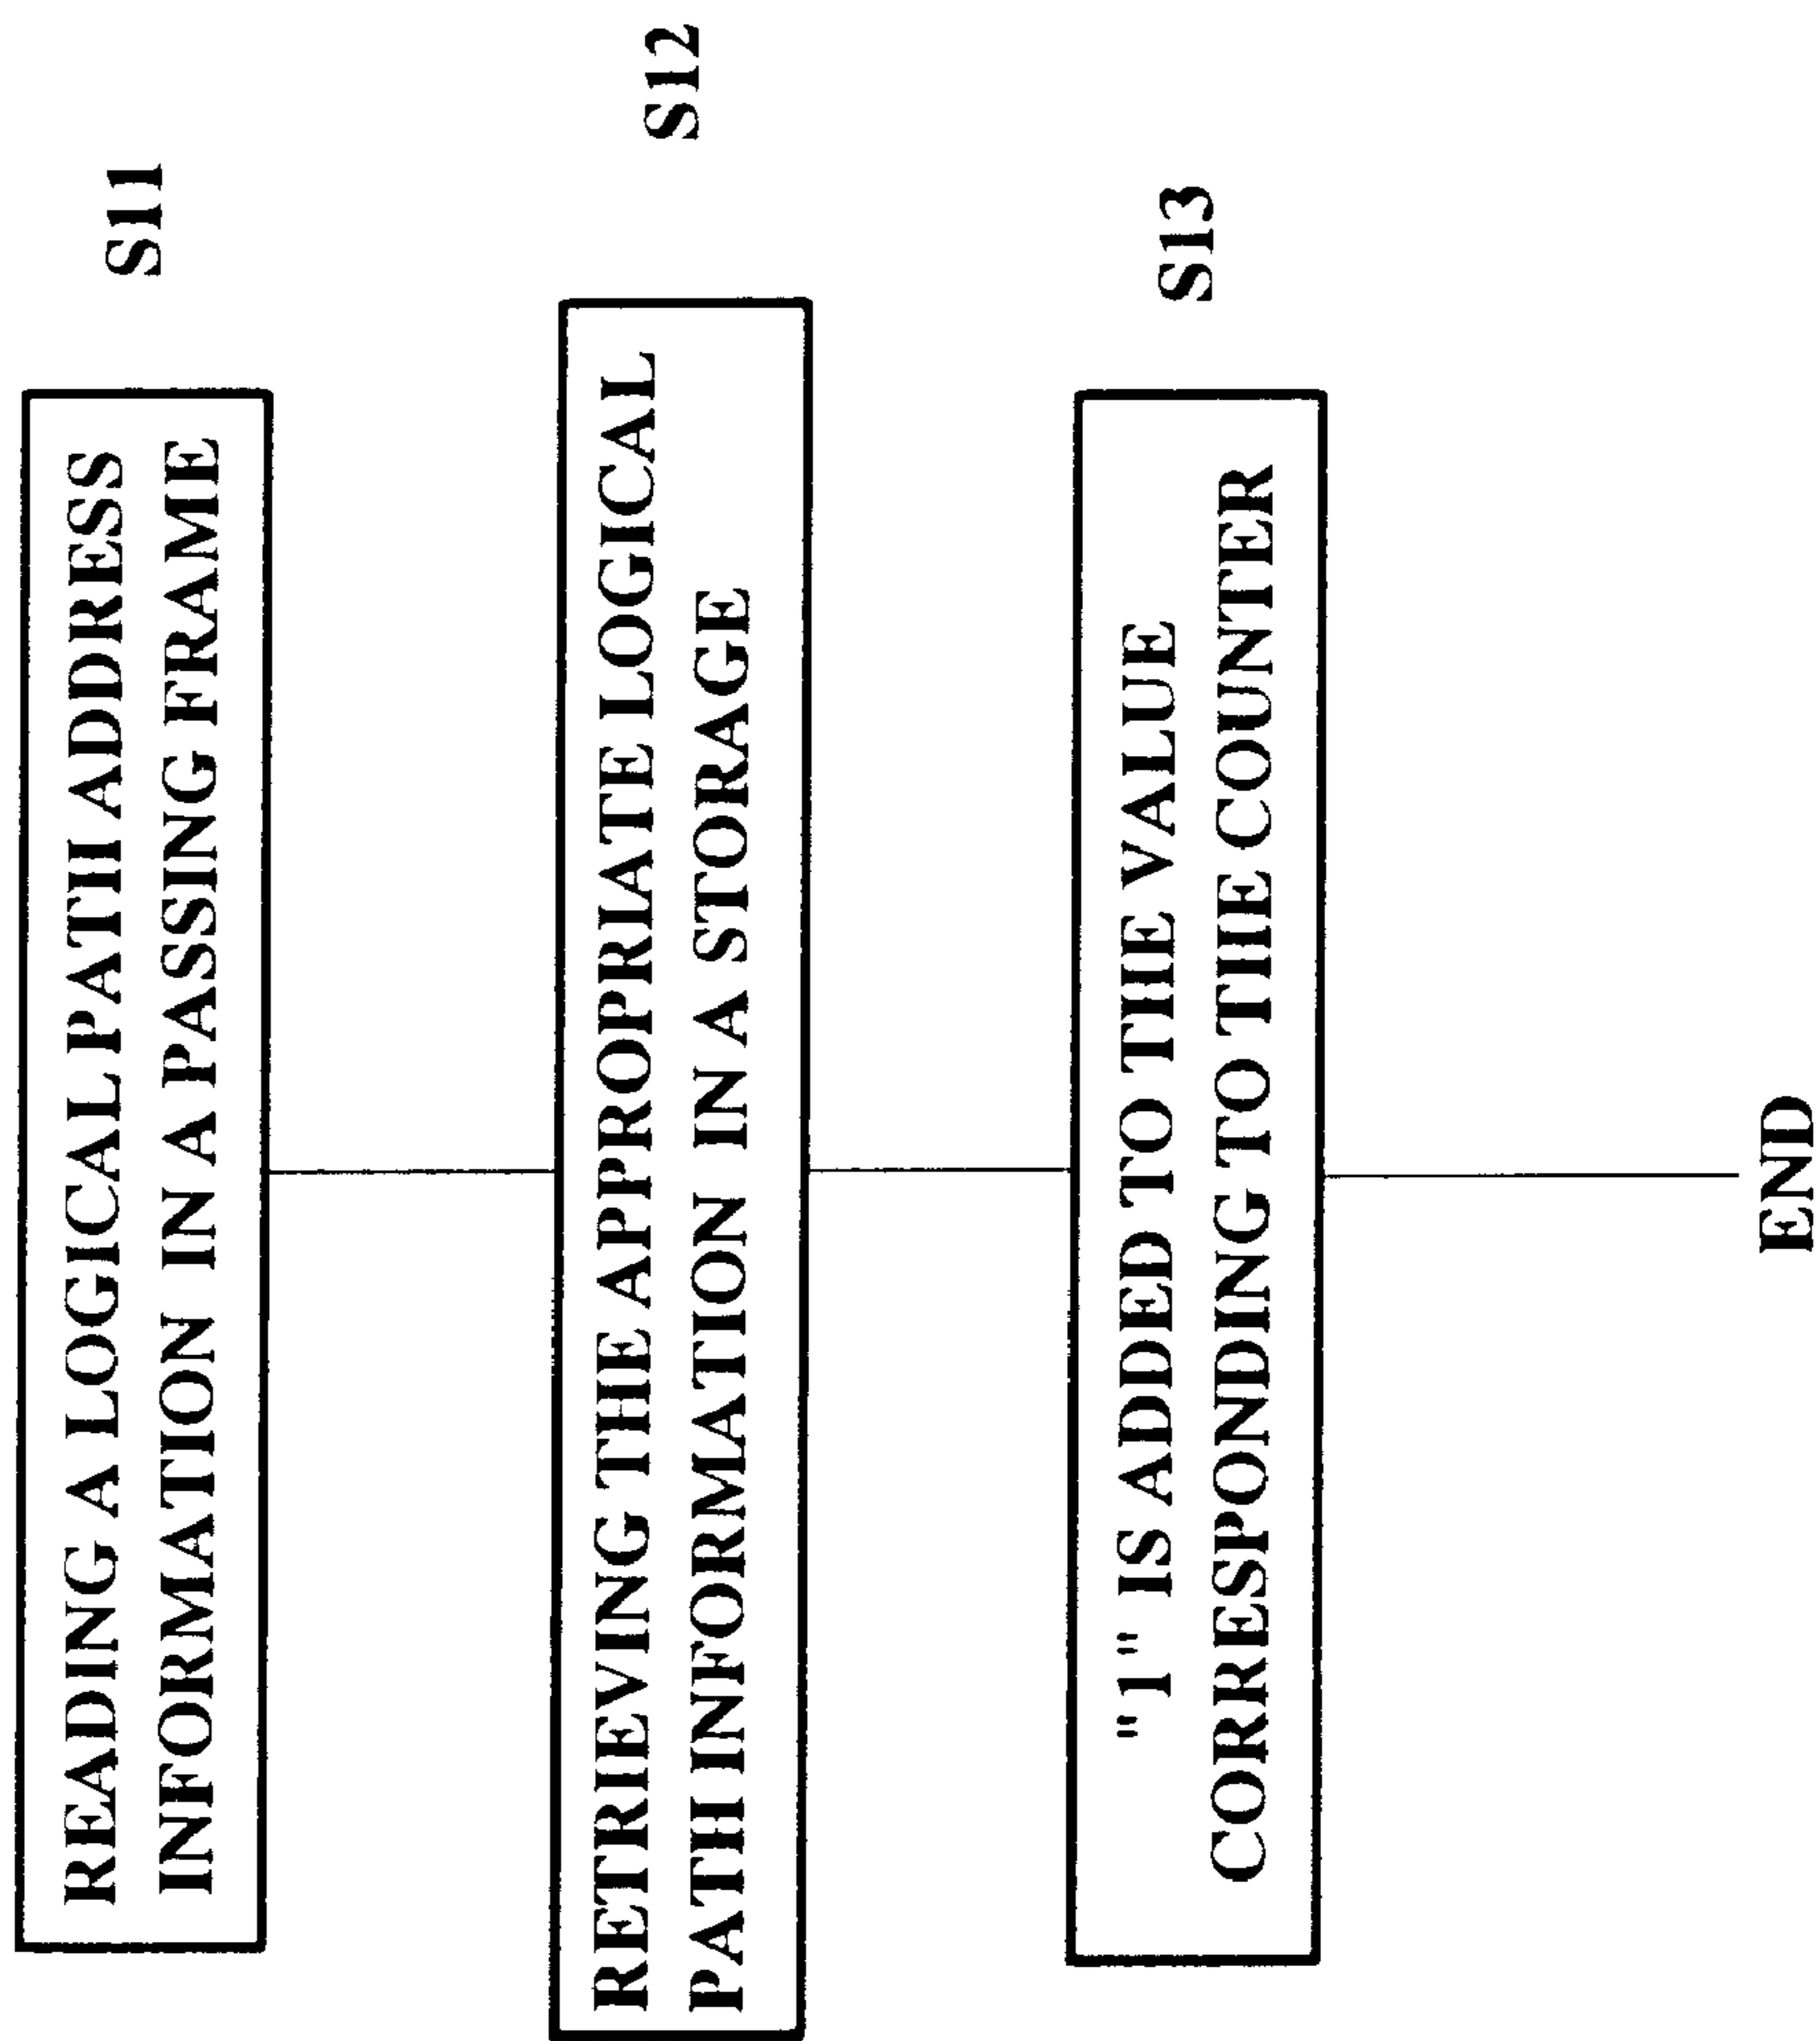 READING A LOGICAL PATH ADDRESS
INFORMATION IN A PASSING FRAME
S11
RETRIEVING THE APPROPRIATE LOGICAL
PATH INFORMATION IN A STORAGE
S12
"1" IS ADDED TO THE VALUE
CORRESPONDING TO THE COUNTER
S13
END